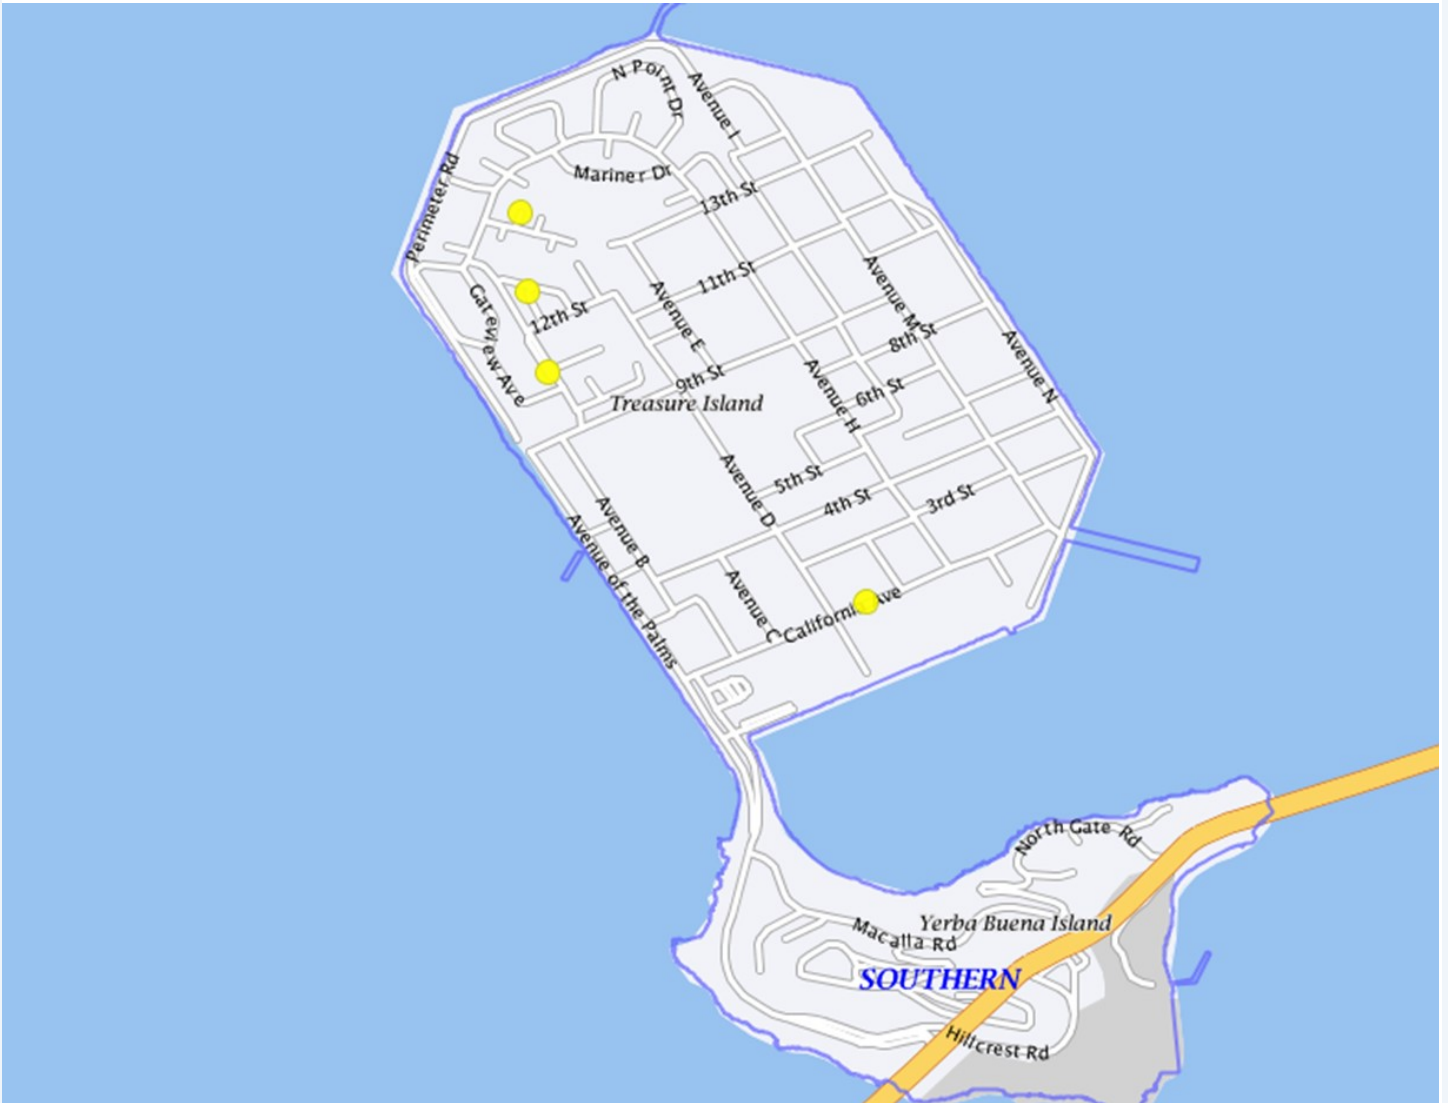 N Point Dr
Avenue I
Mariner Dr
Perimeter Rd
13th St
11th St
Avenue M
Gateview Ave
12th St
Avenue E
8th St
Avenue N
9th St
Avenue H
6th St
Treasure Island
Avenue D
5th St
4th St
3rd St
Avenue B
Avenue of the Palms
Avenue C
California Ave
North Gate Rd
Yerba Buena Island
Macalla Rd
SOUTHERN
Hillcrest Rd